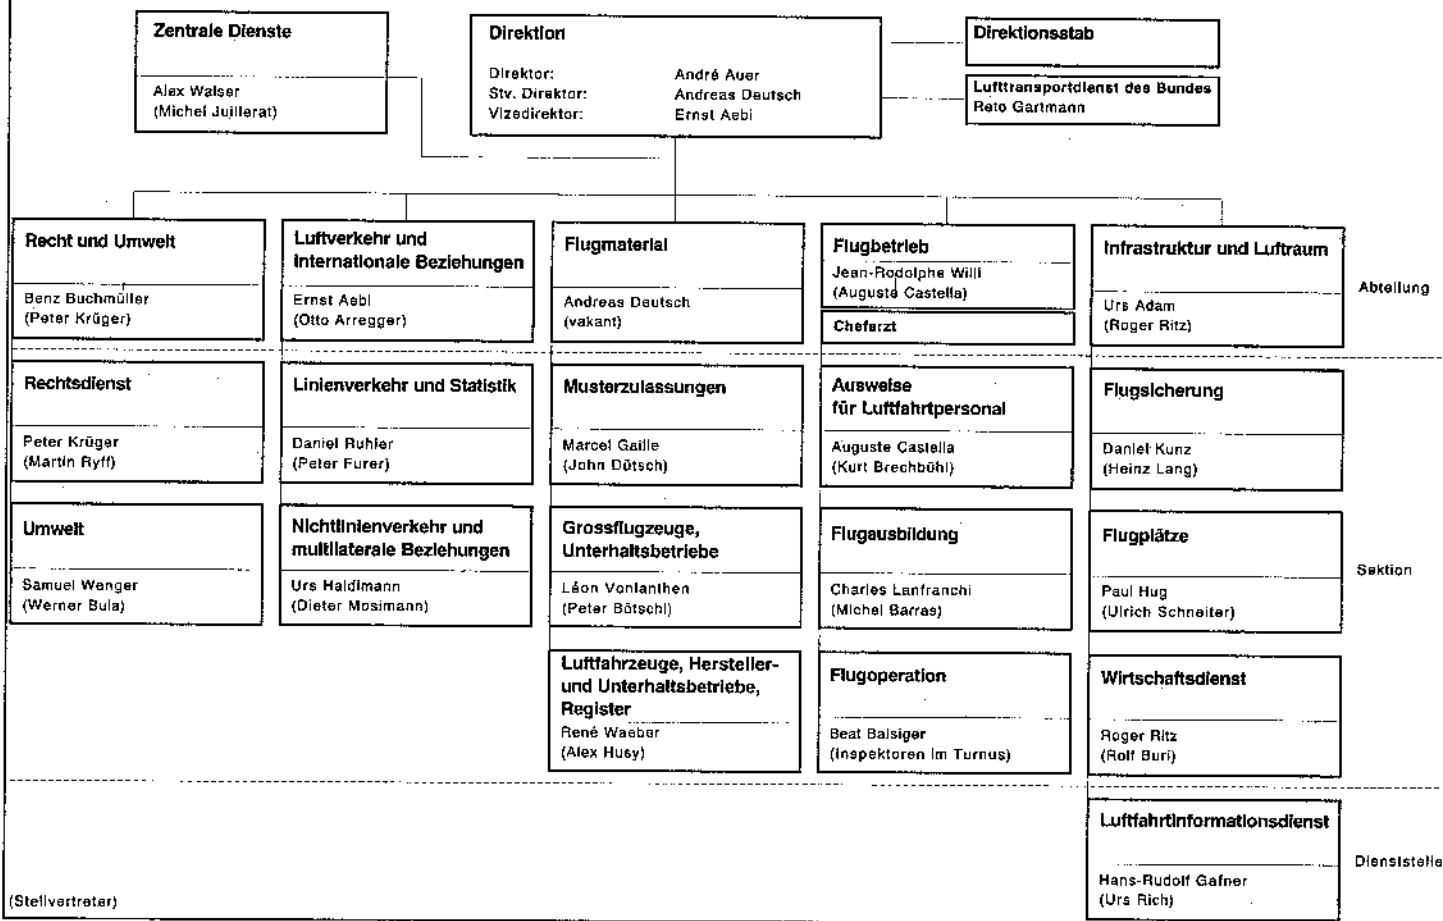 Zentrale Dienste
Alex Walser
(Michel Juillerat)
Direktion
Direktor: André Auer
Stv. Direktor: Andreas Deutsch
Vizedirektor: Ernst Aebi
Direktionsstab
Lufttransportdienst des Bundes
Reto Gartmann
Recht und Umwelt
Benz Buchmüller
(Peter Krüger)
Luftverkehr und
internationale Beziehungen
Ernst Aebi
(Otto Arregger)
Flugmaterial
Andreas Deutsch
(vakant)
Flugbetrieb
Jean-Rodolphe Willi
(Auguste Castella)
Chefarzt
Infrastruktur und Luftraum
Urs Adam
(Roger Ritz)
Abteilung
Rechtsdienst
Peter Krüger
(Martin Ryff)
Linienverkehr und Statistik
Daniel Ruhier
(Peter Furer)
Musterzulassungen
Marcel Gaille
(John Dütsch)
Ausweise
für Luftfahrtpersonal
Auguste Castella
(Kurt Brechbühl)
Flugsicherung
Daniel Kunz
(Heinz Lang)
Umwelt
Samuel Wenger
(Werner Bula)
Nichtlinienverkehr und
multilaterale Beziehungen
Urs Haldimann
(Dieter Mosimann)
Grossflugzeuge,
Unterhaltsbetriebe
Léon Vonlanthen
(Peter Bötschi)
Flugausbildung
Charles Lanfranchi
(Michel Barras)
Flugplätze
Paul Hug
(Ulrich Schneiter)
Sektion
Luftfahrzeuge, Hersteller-
und Unterhaltsbetriebe,
Register
René Waeber
(Alex Husy)
Flugoperation
Beat Balsiger
(Inspektoren im Turnus)
Wirtschaftsdienst
Roger Ritz
(Rolf Buri)
Luftfahrtinformationsdienst
Hans-Rudolf Gafner
(Urs Rich)
Dienststelle
(Stellvertreter)